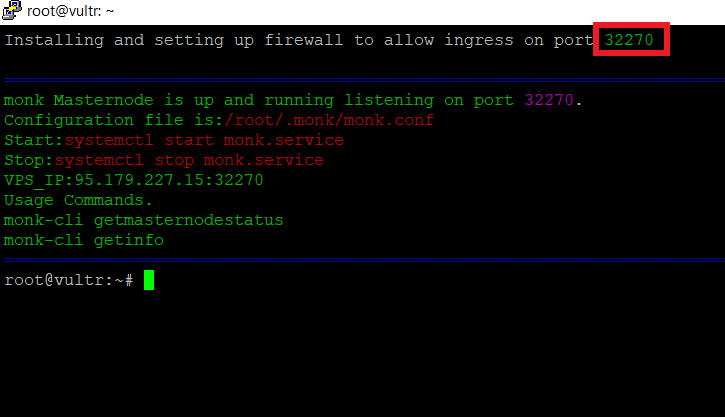 root@vultr: ~
Installing and setting up firewall to allow ingress on port 32270
monk Masternode is up and running listening on port 32270.
Configuration file is:/root/.monk/monk.conf
Start:systemctl start monk.service
Stop:systemctl stop monk.service
VPS_IP:95.179.227.15:32270
Usage Commands.
monk-cli getmasternodestatus
monk-cli getinfo
root@vultr:~#